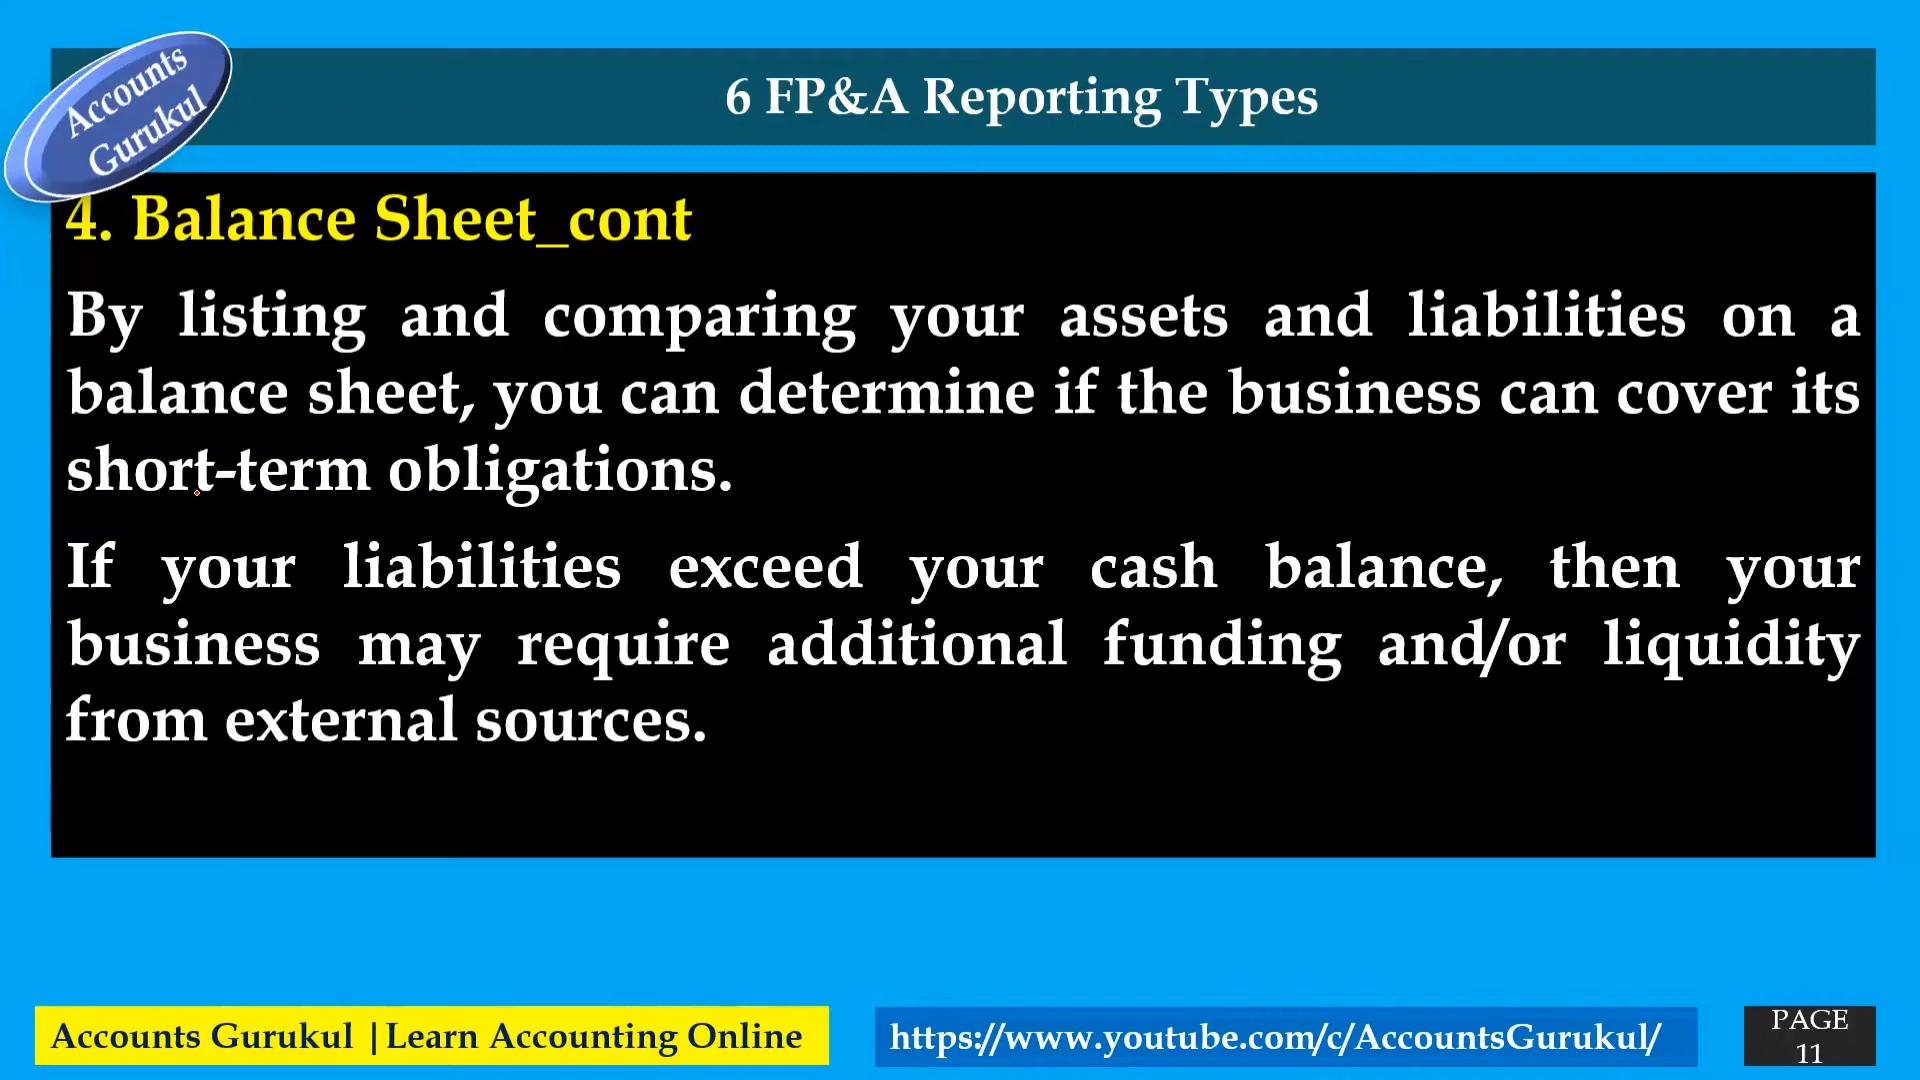 Accounts
Gurukul
6 FP&A Reporting Types
4. Balance Sheet_cont
By listing and comparing your assets and liabilities on a
balance sheet, you can determine if the business can cover its
short-term obligations.
If your liabilities exceed your cash balance, then your
business may require additional funding and/or liquidity
from external sources.
Accounts Gurukul |Learn Accounting Online
https://www.youtube.com/c/AccountsGurukul/
PAGE
11